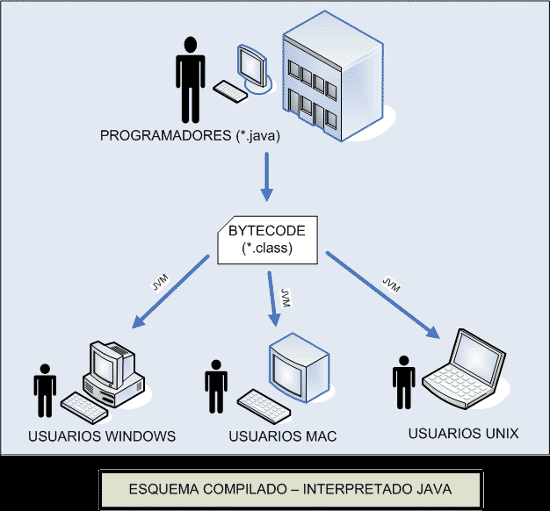 PROGRAMADORES (*.java)
BYTECODE
(*.class)
JVM
JVM
JVM
USUARIOS WINDOWS
USUARIOS MAC
USUARIOS UNIX
ESQUEMA COMPILADO – INTERPRETADO JAVA